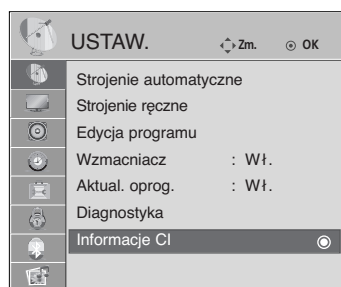 USTAW. Zm. OK
Strojenie automatyczne
Strojenie ręczne
Edycja programu
Wzmacniacz : Wł.
Aktual. oprog. : Wł.
Diagnostyka
Informacje CI